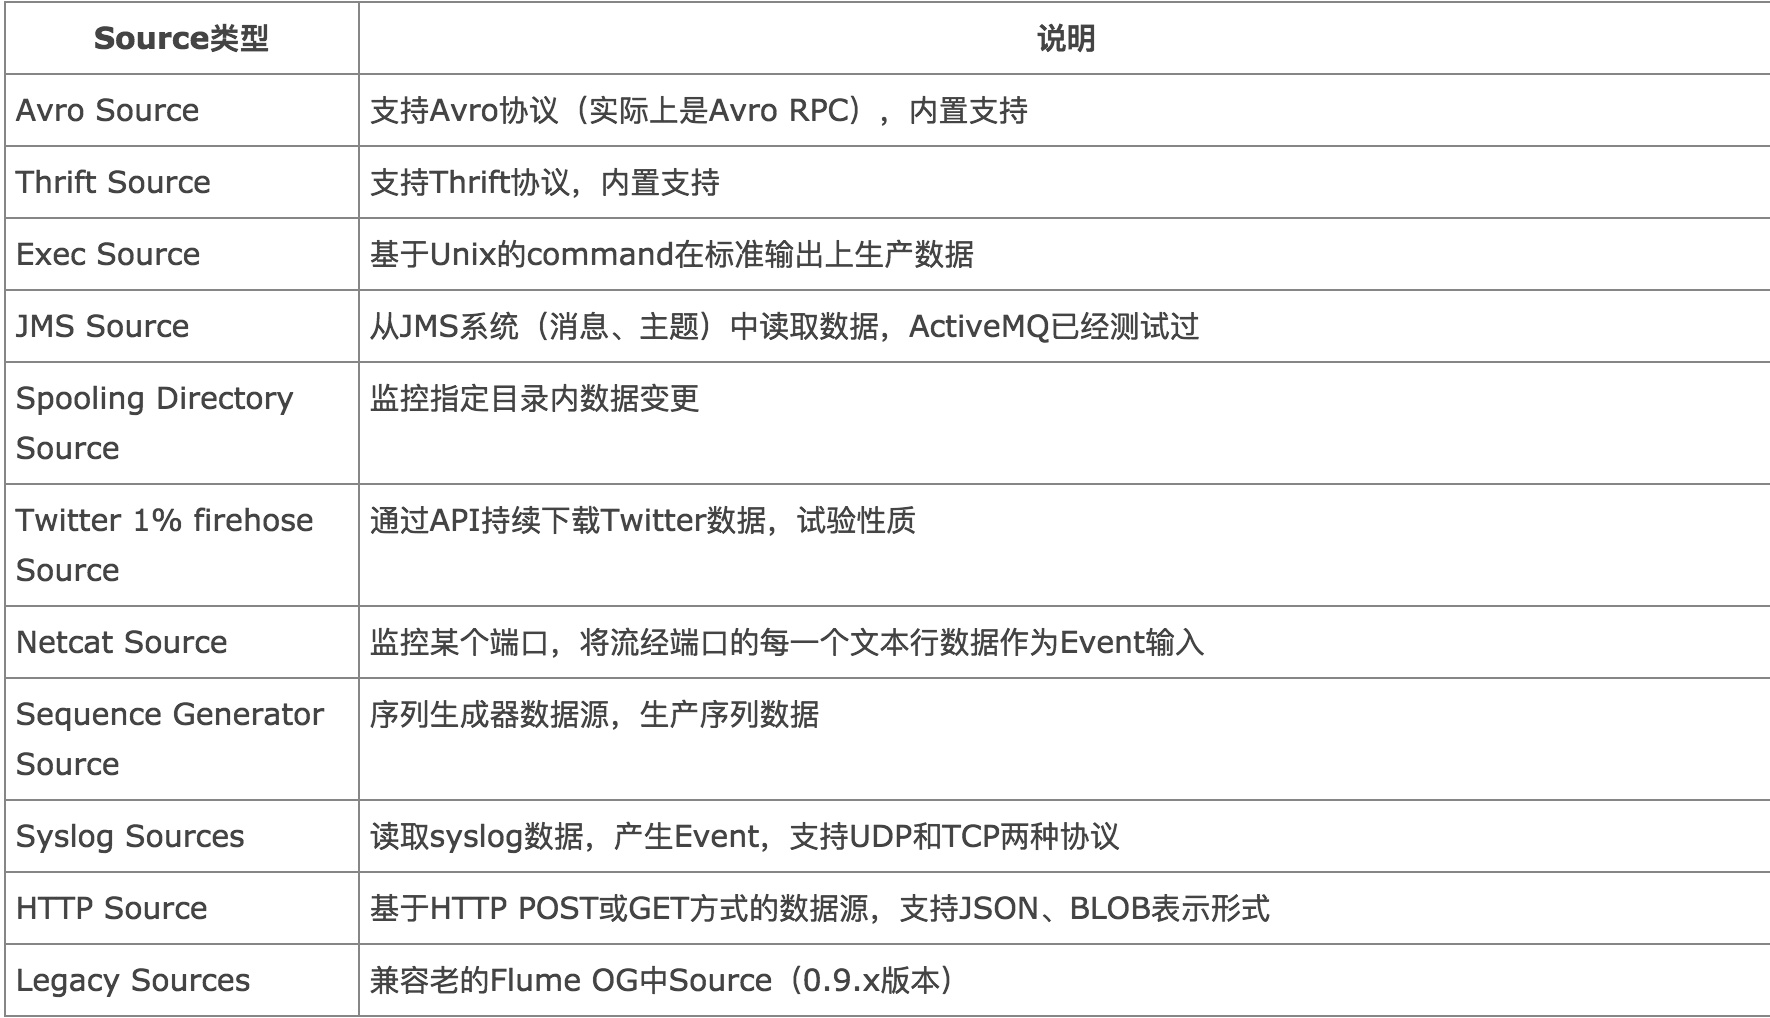 Source类型 说明
Avro Source 支持Avro协议（实际上是Avro RPC），内置支持
Thrift Source 支持Thrift协议，内置支持
Exec Source 基于Unix的command在标准输出上生产数据
JMS Source 从JMS系统（消息、主题）中读取数据，ActiveMQ已经测试过
Spooling Directory 监控指定目录内数据变更
Source
Twitter 1% firehose 通过API持续下载Twitter数据，试验性质
Source
Netcat Source 监控某个端口，将流经端口的每一个文本行数据作为Event输入
Sequence Generator 序列生成器数据源，生产序列数据
Source
Syslog Sources 读取syslog数据，产生Event，支持UDP和TCP两种协议
HTTP Source 基于HTTP POST或GET方式的数据源，支持JSON、BLOB表示形式
Legacy Sources 兼容老的Flume OG中Source（0.9.x版本）